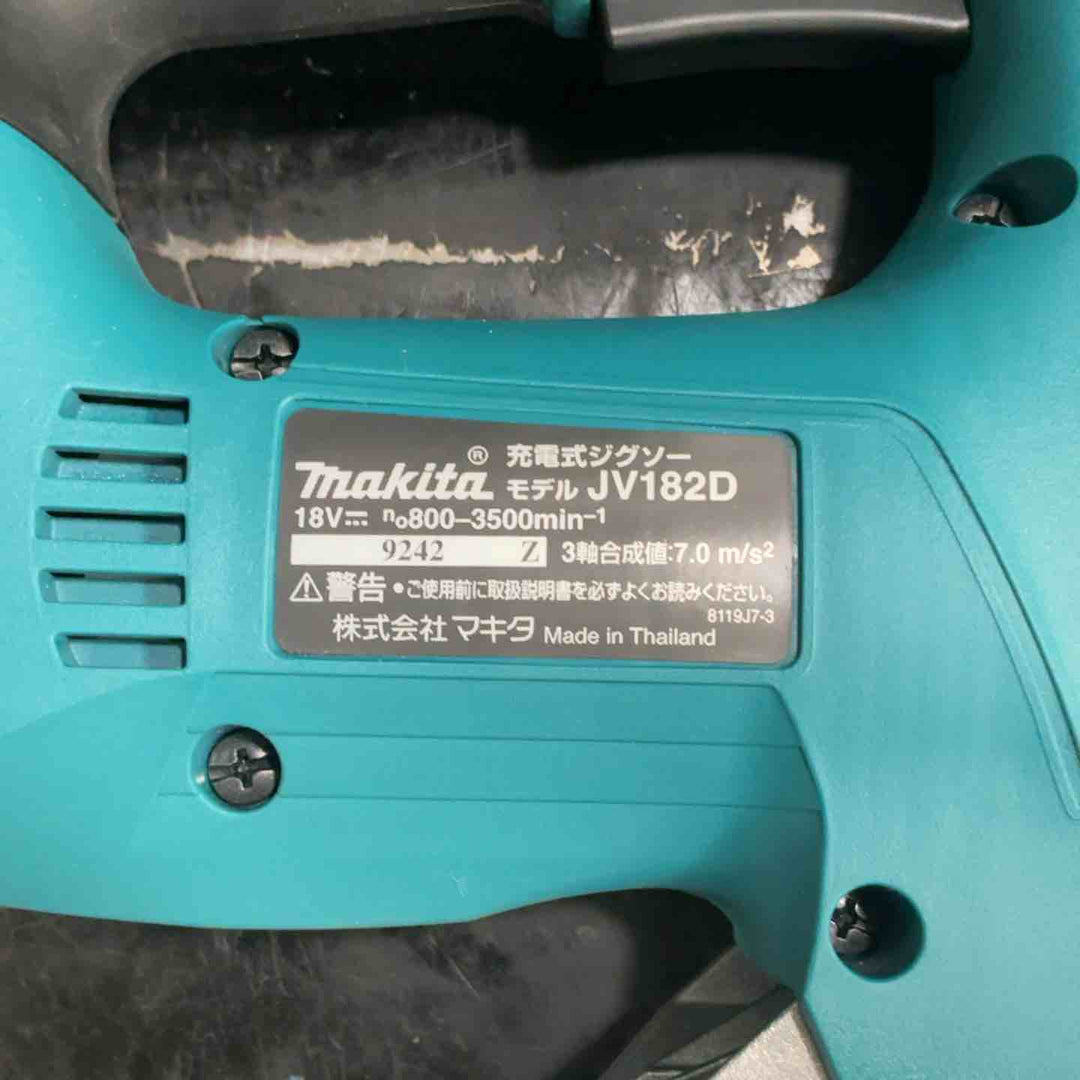 makita® 充電式ジグソー
モデル JV182D
18V⎓ n₀800–3500min⁻¹
9242 Z 3軸合成値:7.0 m/s²
⚠警告 •ご使用前に取扱説明書を必ずよくお読みください。
8119J7-3
株式会社 マキタ Made in Thailand